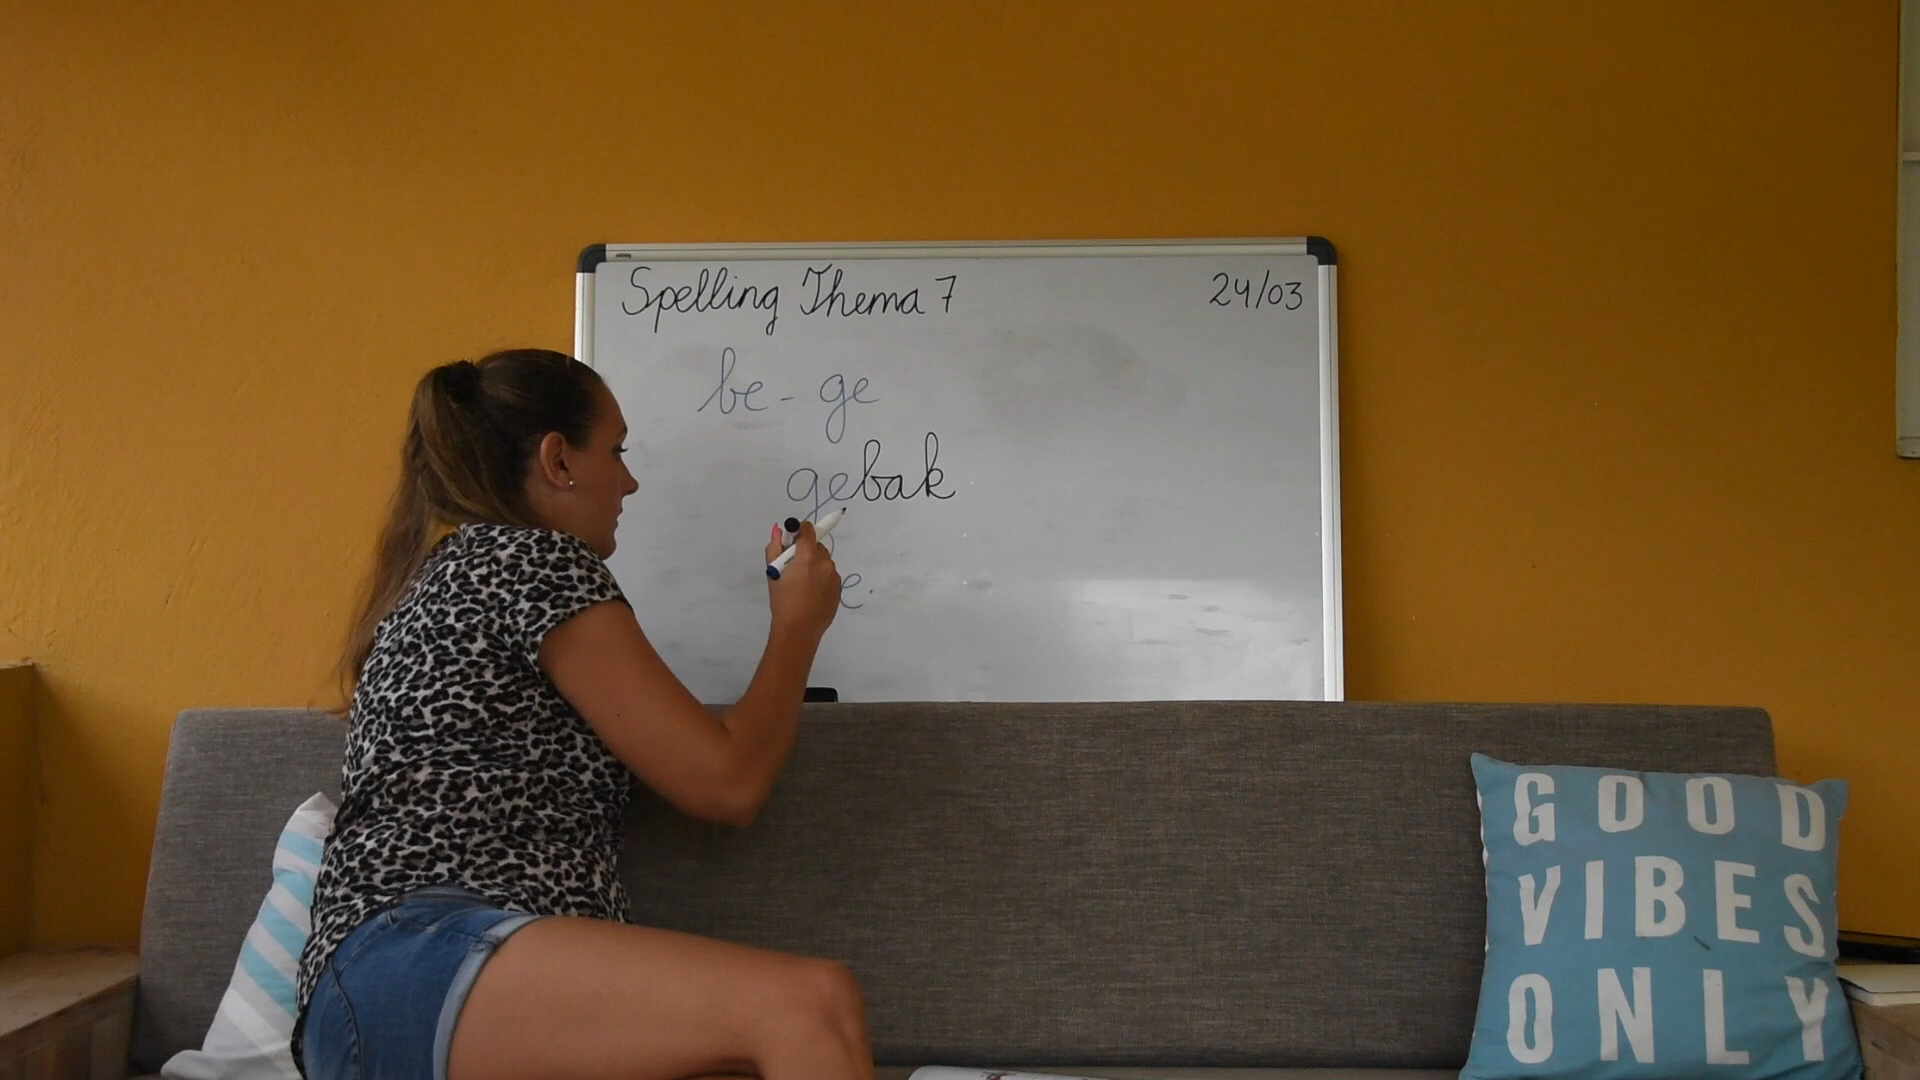 Spelling Thema 7 24/03
be - ge
gebak
GOOD
VIBES
ONLY